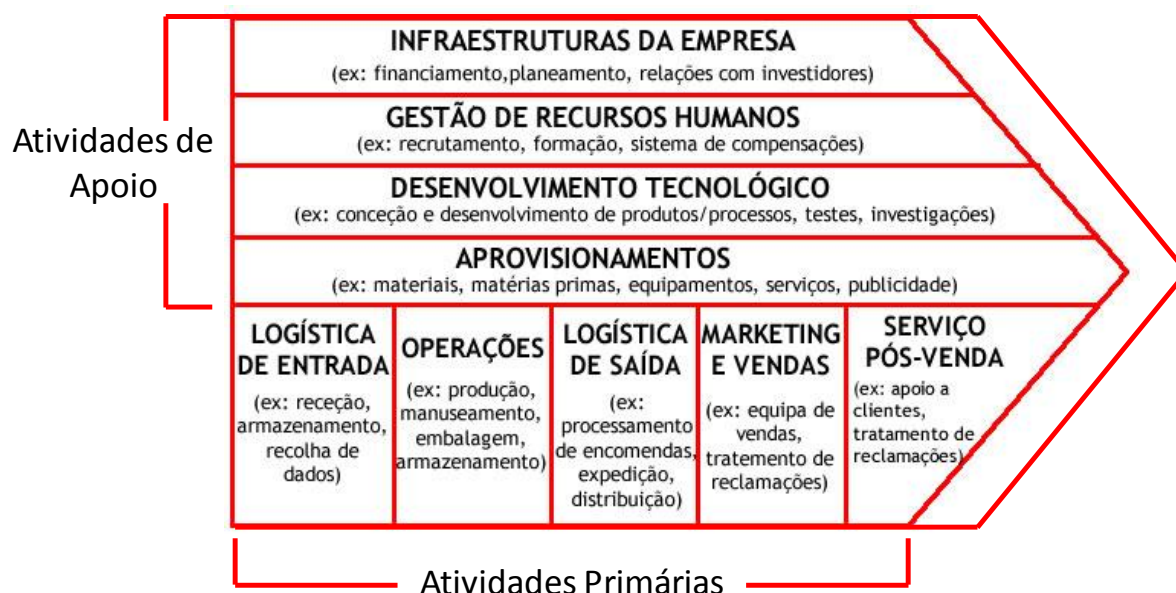 INFRAESTRUTURAS DA EMPRESA
(ex: financiamento,planeamento, relações com investidores)
GESTÃO DE RECURSOS HUMANOS
(ex: recrutamento, formação, sistema de compensações)
Atividades de
Apoio
DESENVOLVIMENTO TECNOLÓGICO
(ex: conceção e desenvolvimento de produtos/processos, testes, investigações)
APROVISIONAMENTOS
(ex: materiais, matérias primas, equipamentos, serviços, publicidade)
LOGÍSTICA
DE ENTRADA
(ex: receção,
armazenamento,
recolha de
dados)
OPERAÇÕES
(ex: produção,
manuseamento,
embalagem,
armazenamento)
LOGÍSTICA
DE SAÍDA
(ex:
processamento
de encomendas,
expedição,
distribuição)
MARKETING
E VENDAS
(ex: equipa de
vendas,
tratemento de
reclamações)
SERVIÇO
PÓS-VENDA
(ex: apoio a
clientes,
tratamento de
reclamações)
Atividades Primárias